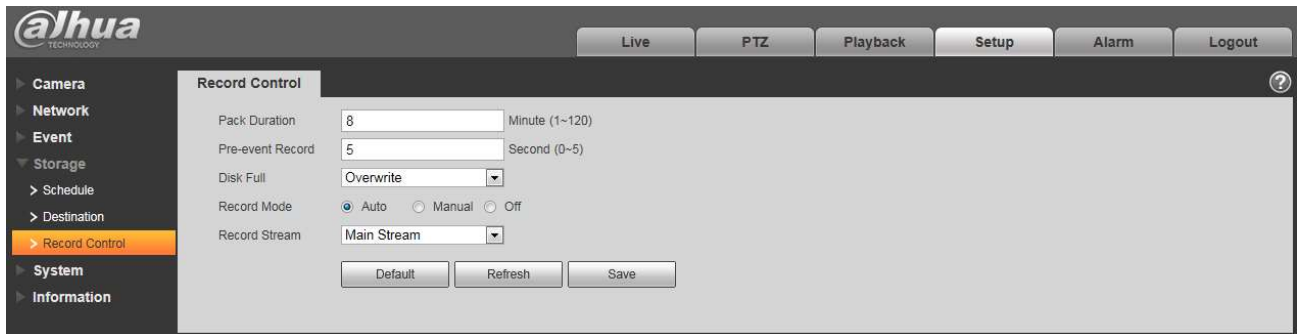 alhua
TECHNOLOGY
Live PTZ Playback Setup Alarm Logout
Camera
Network
Event
Storage
> Schedule
> Destination
> Record Control
System
Information
Record Control ?
Pack Duration 8 Minute (1~120)
Pre-event Record 5 Second (0~5)
Disk Full Overwrite
Record Mode Auto Manual Off
Record Stream Main Stream
Default Refresh Save